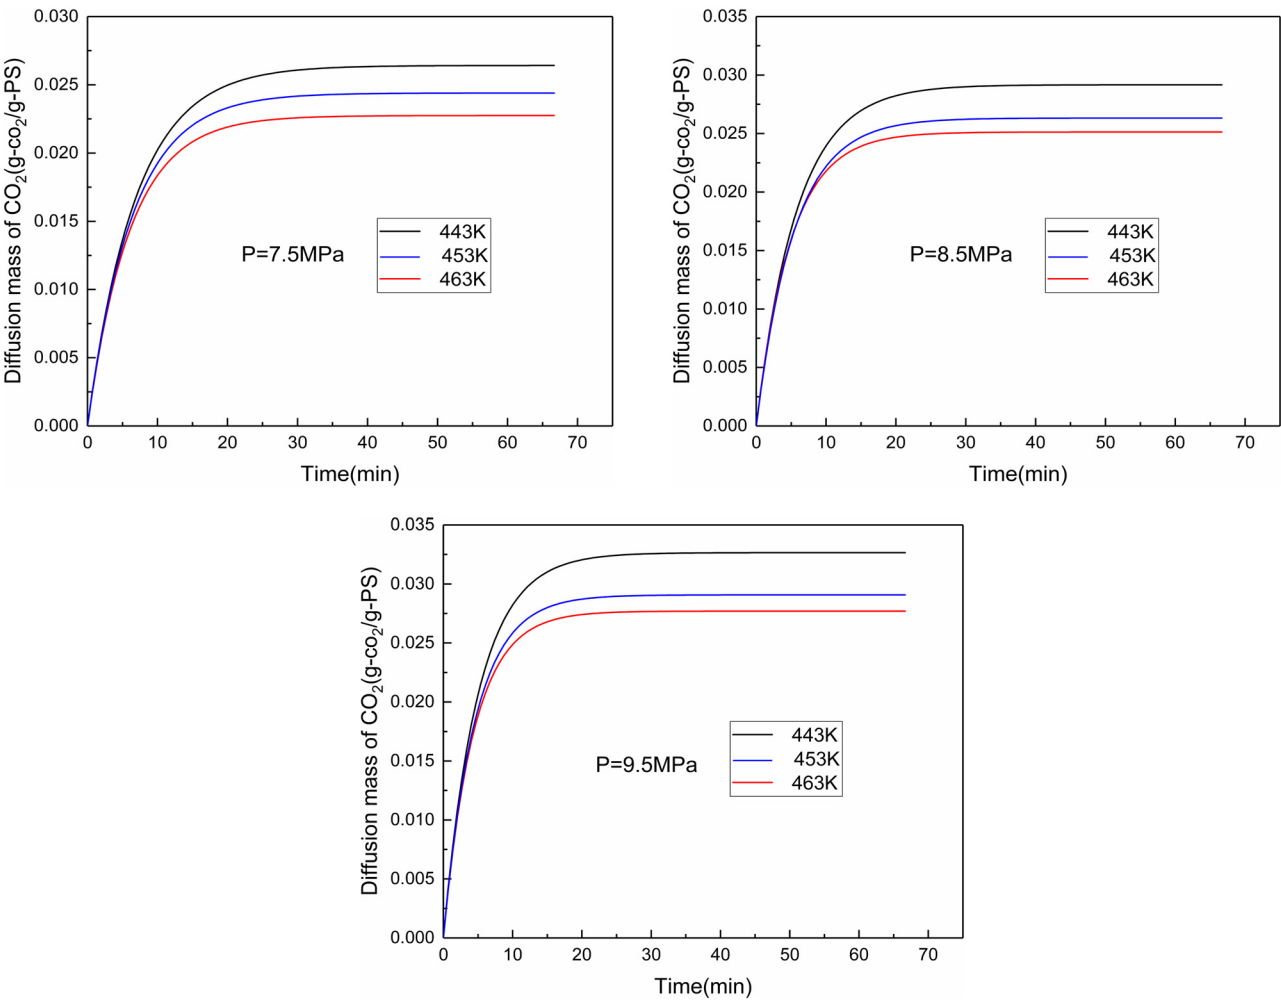 Diffusion mass of CO₂(g-co₂/g-PS)
0.030
0.025
0.020
0.015
0.010
0.005
0.000
P=7.5MPa
443K
453K
463K
0 10 20 30 40 50 60 70
Time(min)
Diffusion mass of CO₂(g-co₂/g-PS)
0.035
0.030
0.025
0.020
0.015
0.010
0.005
0.000
P=8.5MPa
443K
453K
463K
0 10 20 30 40 50 60 70
Time(min)
Diffusion mass of CO₂(g-co₂/g-PS)
0.035
0.030
0.025
0.020
0.015
0.010
0.005
0.000
P=9.5MPa
443K
453K
463K
0 10 20 30 40 50 60 70
Time(min)